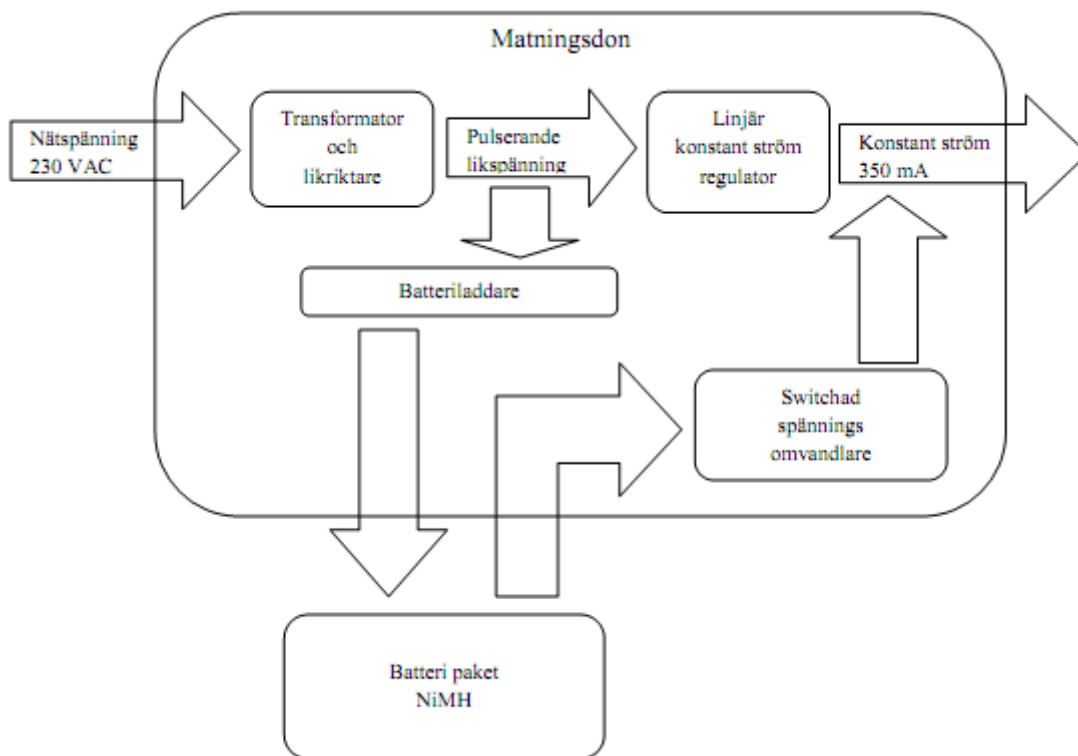 Matningsdon
Nätspänning
230 VAC
Transformator
och
likriktare
Pulserande
likspänning
Linjär
konstant ström
regulator
Konstant ström
350 mA
Batteriladdare
Switchad
spännings
omvandlare
Batteri paket
NiMH